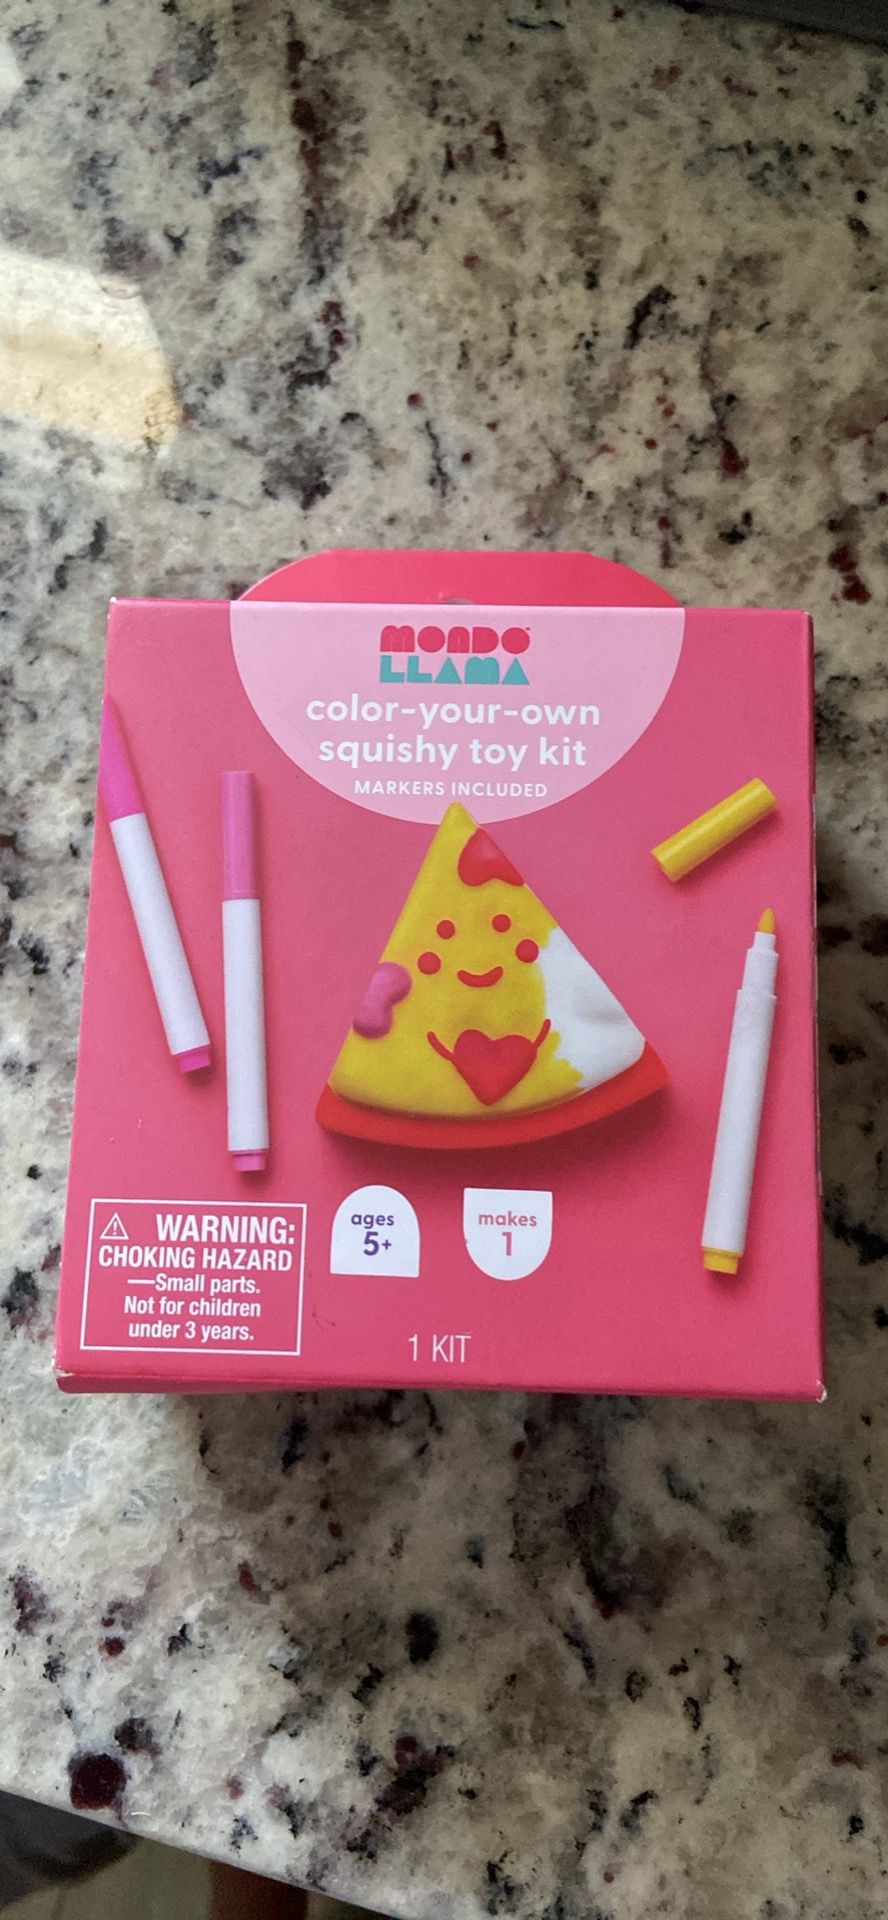 MONDO
LLAMA
color-your-own
squishy toy kit
MARKERS INCLUDED
⚠ WARNING:
CHOKING HAZARD
—Small parts.
Not for children
under 3 years.
ages
5+
makes
1
1 KIT